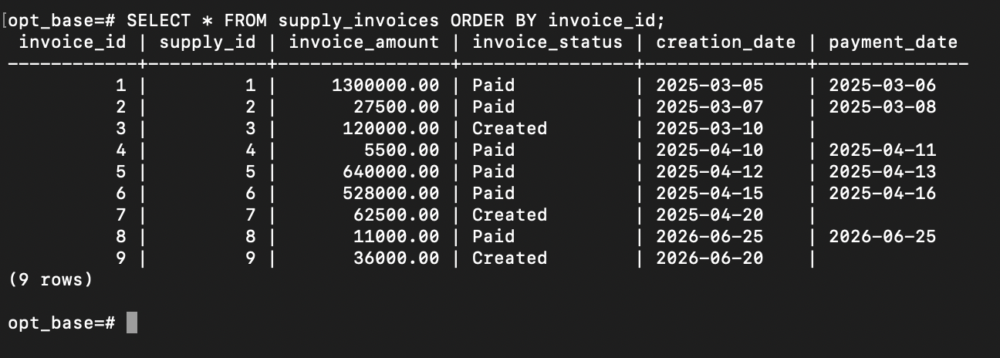 [opt_base=# SELECT * FROM supply_invoices ORDER BY invoice_id;
 invoice_id | supply_id | invoice_amount | invoice_status | creation_date | payment_date
------------+-----------+----------------+----------------+---------------+--------------
          1 |         1 |     1300000.00 | Paid           | 2025-03-05    | 2025-03-06
          2 |         2 |       27500.00 | Paid           | 2025-03-07    | 2025-03-08
          3 |         3 |      120000.00 | Created        | 2025-03-10    |
          4 |         4 |        5500.00 | Paid           | 2025-04-10    | 2025-04-11
          5 |         5 |      640000.00 | Paid           | 2025-04-12    | 2025-04-13
          6 |         6 |      528000.00 | Paid           | 2025-04-15    | 2025-04-16
          7 |         7 |       62500.00 | Created        | 2025-04-20    |
          8 |         8 |       11000.00 | Paid           | 2026-06-25    | 2026-06-25
          9 |         9 |       36000.00 | Created        | 2026-06-20    |
(9 rows)
opt_base=#